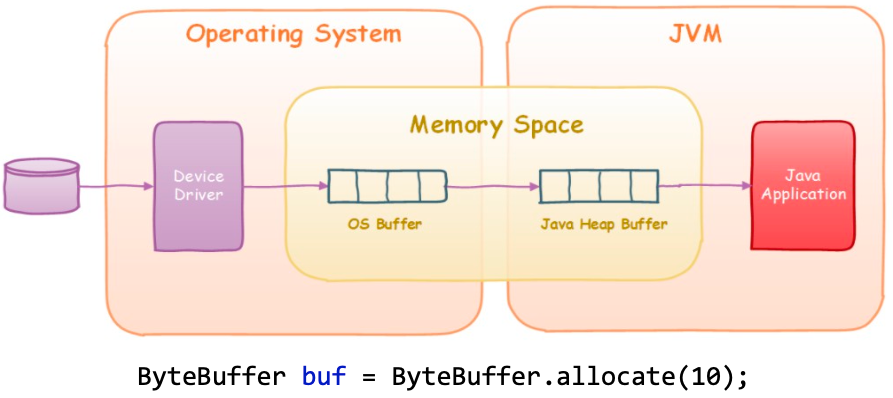 Operating System
JVM
Memory Space
Device
Driver
Java
Application
OS Buffer
Java Heap Buffer
ByteBuffer buf = ByteBuffer.allocate(10);